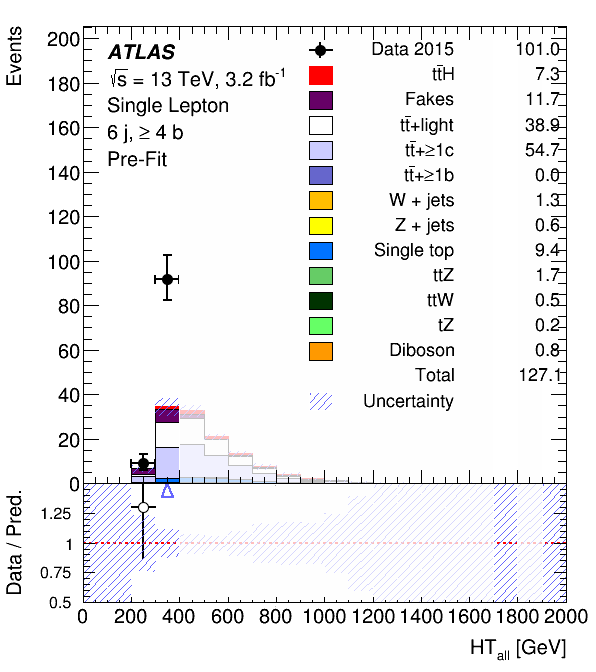 Events
200
180
160
140
120
100
80
60
40
20
0
ATLAS
√s = 13 TeV, 3.2 fb⁻¹
Single Lepton
6 j, ≥ 4 b
Pre-Fit
Data 2015 101.0
tt̄H 7.3
Fakes 11.7
tt̄+light 38.9
tt̄+≥1c 54.7
tt̄+≥1b 0.0
W + jets 1.3
Z + jets 0.6
Single top 9.4
ttZ 1.7
ttW 0.5
tZ 0.2
Diboson 0.8
Total 127.1
Uncertainty
Data / Pred.
1.25
1
0.75
0.5
0 200 400 600 800 1000 1200 1400 1600 1800 2000
HT_all [GeV]